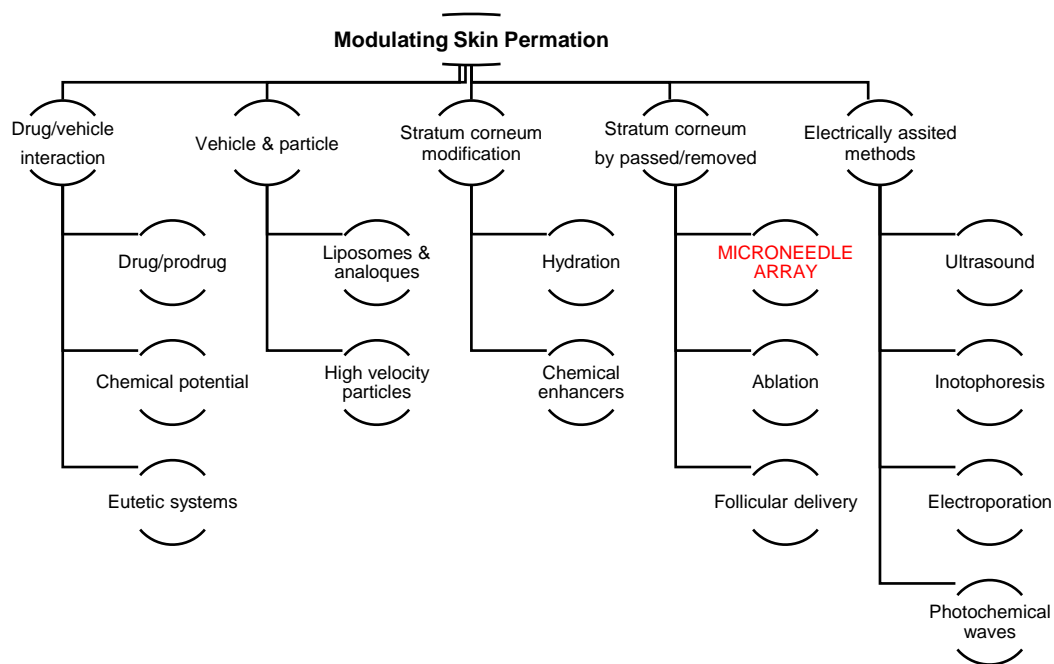 Modulating Skin Permation
Drug/vehicle
interaction
Vehicle & particle
Stratum corneum
modification
Stratum corneum
by passed/removed
Electrically assited
methods
Drug/prodrug
Liposomes &
analoques
Hydration
MICRONEEDLE
ARRAY
Ultrasound
Chemical potential
High velocity
particles
Chemical
enhancers
Ablation
Inotophoresis
Eutetic systems
Follicular delivery
Electroporation
Photochemical
waves